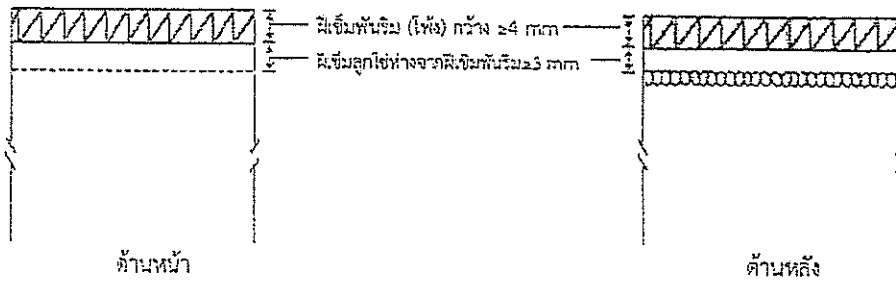 ฝีเข็มพันริม (โพ้ง) กว้าง ≥4 mm
ฝีเข็มลูกโซ่ห่างจากฝีเข็มพันริม≥3 mm
ด้านหน้า
ด้านหลัง